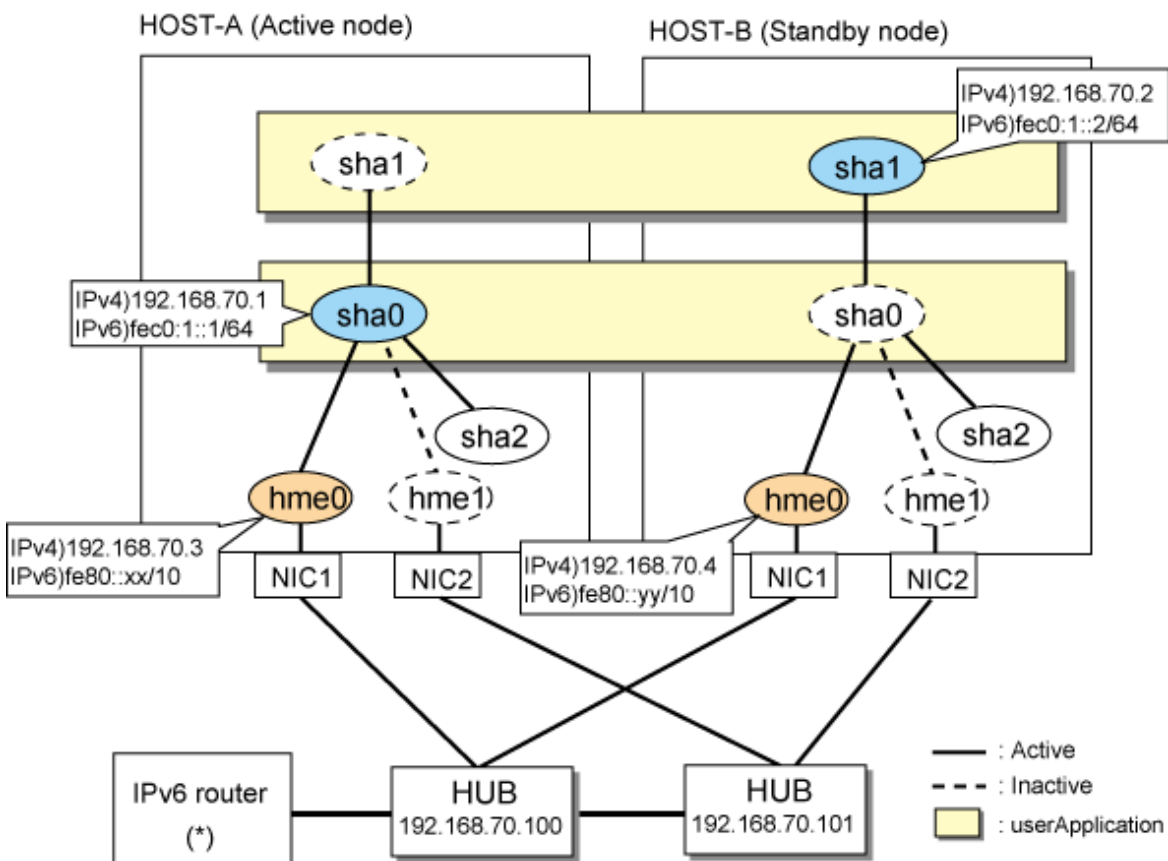 HOST-A (Active node)
HOST-B (Standby node)
IPv4)192.168.70.2
IPv6)fec0:1::2/64
sha1
sha1
IPv4)192.168.70.1
IPv6)fec0:1::1/64
sha0
sha0
sha2
sha2
hme0
hme1
hme0
hme1
IPv4)192.168.70.3
IPv6)fe80::xx/10
IPv4)192.168.70.4
IPv6)fe80::yy/10
NIC1
NIC2
NIC1
NIC2
IPv6 router
(*)
HUB
192.168.70.100
HUB
192.168.70.101
: Active
: Inactive
: userApplication